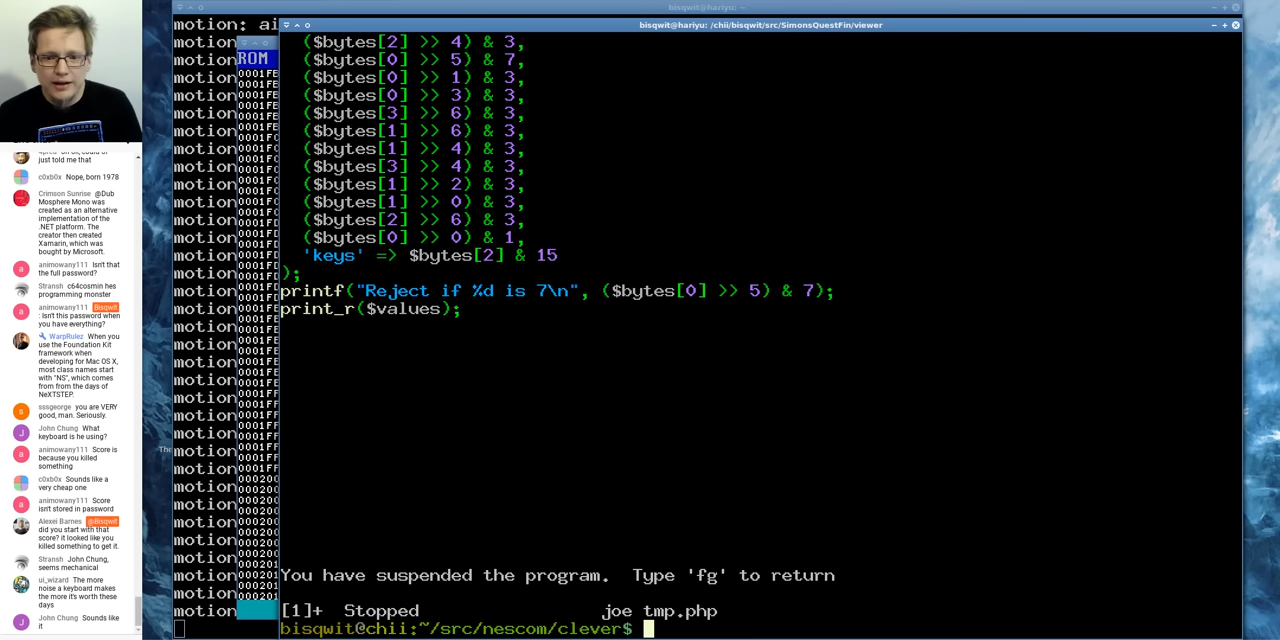 bisqwit@hariyu: ~
bisqwit@hariyu: /chii/bisqwit/src/SimonsQuestFin/viewer
motion: ai
motion
ROM
($bytes[2] >> 4) & 3,
($bytes[0] >> 5) & 7,
($bytes[0] >> 1) & 3,
($bytes[0] >> 3) & 3,
($bytes[3] >> 6) & 3,
($bytes[1] >> 6) & 3,
($bytes[1] >> 4) & 3,
($bytes[3] >> 4) & 3,
($bytes[1] >> 2) & 3,
($bytes[1] >> 0) & 3,
($bytes[2] >> 6) & 3,
($bytes[0] >> 0) & 1,
'keys' => $bytes[2] & 15
);
printf("Reject if %d is 7\n", ($bytes[0] >> 5) & 7);
print_r($values);
You have suspended the program.  Type 'fg' to return
[1]+  Stopped                 joe tmp.php
bisqwit@chii:~/src/nescom/clever$
just told me that
c0xb0x Nope, born 1978
Crimson Sunrise @Dub
Mosphere Mono was
created as an alternative
implementation of the
.NET platform. The
creator then created
Xamarin, which was
bought by Microsoft.
animowany111 Isn't that
the full password?
Stransh c64cosmin hes
programming monster
animowany111 Bisqwit
: Isn't this password when
you have everything?
WarpRulez When you
use the Foundation Kit
framework when
developing for Mac OS X,
most class names start
with "NS", which comes
from from the days of
NeXTSTEP.
sssgeorge you are VERY
good, man. Seriously.
John Chung What
keyboard is he using?
animowany111 Score is
because you killed
something
c0xb0x Sounds like a
very cheap one
animowany111 Score
isn't stored in password
Alexei Barnes @Bisqwit
did you start with that
score? it looked like you
killed something to get it.
Stransh John Chung,
seems mechanical
ui_wizard The more
noise a keyboard makes
the more it's worth these
days
John Chung Sounds like
it